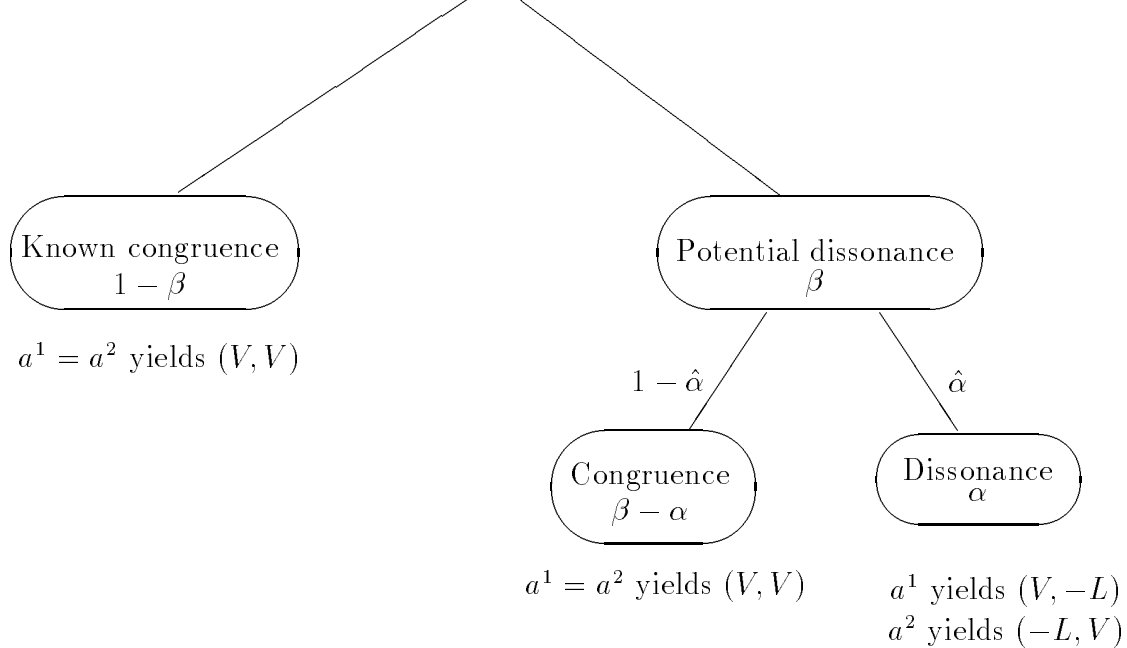 Known congruence
1 − β
a¹ = a² yields (V, V)
Potential dissonance
β
1 − α̂
α̂
Congruence
β − α
a¹ = a² yields (V, V)
Dissonance
α
a¹ yields (V, −L)
a² yields (−L, V)